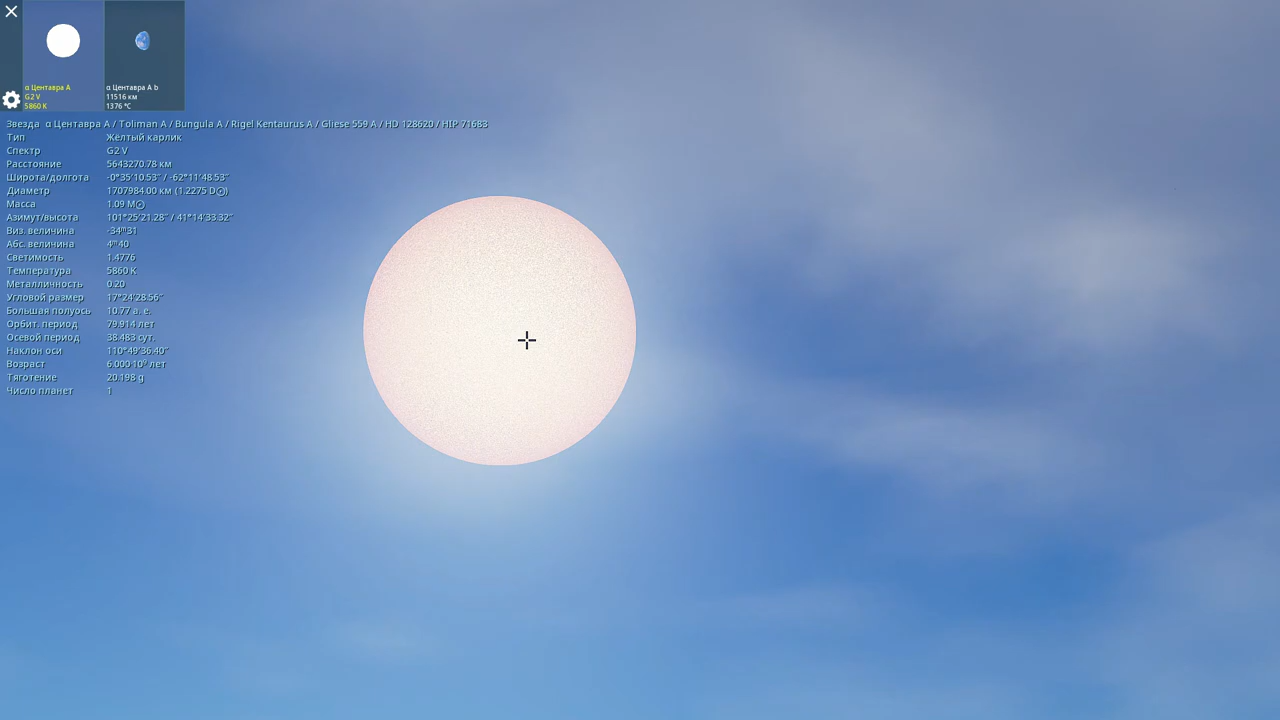 α Центавра A
G2 V
5860 K
α Центавра A b
11516 км
1376 °C
Звезда α Центавра A / Toliman A / Bungula A / Rigel Kentaurus A / Gliese 559 A / HD 128620 / HIP 71683
Тип Жёлтый карлик
Спектр G2 V
Расстояние 5643270.78 км
Широта/долгота -0°35'10.53" / -62°11'48.53"
Диаметр 1707984.00 км (1.2275 D☉)
Масса 1.09 M☉
Азимут/высота 101°25'21.28" / 41°14'33.32"
Виз. величина -34ᵐ31
Абс. величина 4ᵐ40
Светимость 1.4776
Температура 5860 K
Металличность 0.20
Угловой размер 17°24'28.56"
Большая полуось 10.77 а. е.
Орбит. период 79.914 лет
Осевой период 38.483 сут.
Наклон оси 110°49'36.40"
Возраст 6.000·10⁹ лет
Тяготение 20.198 g
Число планет 1